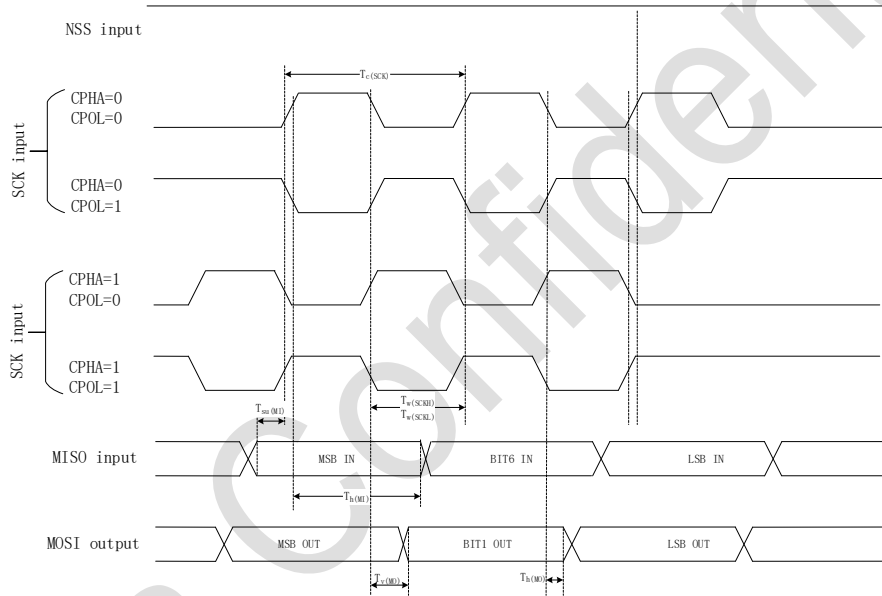 NSS input
Tc(SCK)
SCK input
CPHA=0
CPOL=0
CPHA=0
CPOL=1
SCK input
CPHA=1
CPOL=0
CPHA=1
CPOL=1
Tsu(MI)
Tw(SCKH)
Tw(SCKL)
MISO input
MSB IN
BIT6 IN
LSB IN
Th(MI)
MOSI output
MSB OUT
BIT1 OUT
LSB OUT
Tv(MO)
Th(MO)